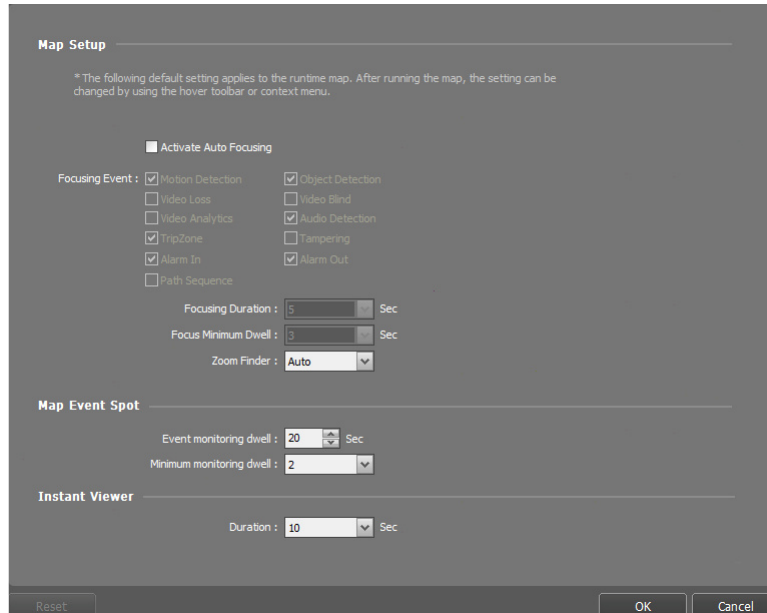 Map Setup
* The following default setting applies to the runtime map. After running the map, the setting can be
changed by using the hover toolbar or context menu.
Activate Auto Focusing
Focusing Event : Motion Detection Object Detection
Video Loss Video Blind
Video Analytics Audio Detection
TripZone Tampering
Alarm In Alarm Out
Path Sequence
Focusing Duration : 5 Sec
Focus Minimum Dwell : 3 Sec
Zoom Finder : Auto
Map Event Spot
Event monitoring dwell : 20 Sec
Minimum monitoring dwell : 2
Instant Viewer
Duration : 10 Sec
Reset OK Cancel